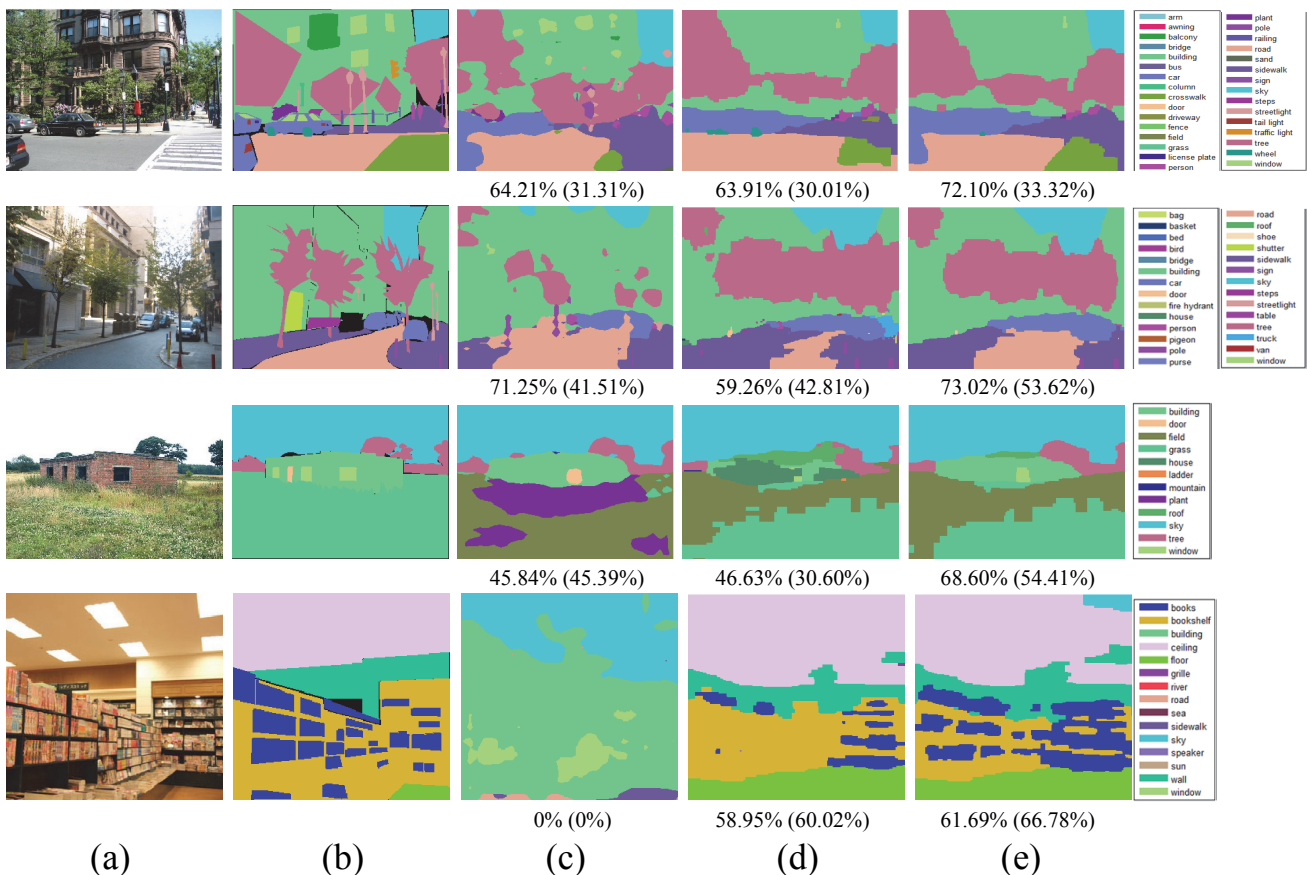 arm
awning
balcony
bridge
building
bus
car
column
crosswalk
door
driveway
fence
field
grass
license plate
person
plant
pole
railing
road
sand
sidewalk
sign
sky
steps
streetlight
tail light
traffic light
tree
wheel
window
64.21% (31.31%) 63.91% (30.01%) 72.10% (33.32%)
bag
basket
bed
bird
bridge
building
car
door
fire hydrant
house
person
pigeon
pole
purse
road
roof
shoe
shutter
sidewalk
sign
sky
steps
streetlight
table
tree
truck
van
window
71.25% (41.51%) 59.26% (42.81%) 73.02% (53.62%)
building
door
field
grass
house
ladder
mountain
plant
roof
sky
tree
window
45.84% (45.39%) 46.63% (30.60%) 68.60% (54.41%)
books
bookshelf
building
ceiling
floor
grille
river
road
sea
sidewalk
sky
speaker
sun
wall
window
0% (0%) 58.95% (60.02%) 61.69% (66.78%)
(a) (b) (c) (d) (e)